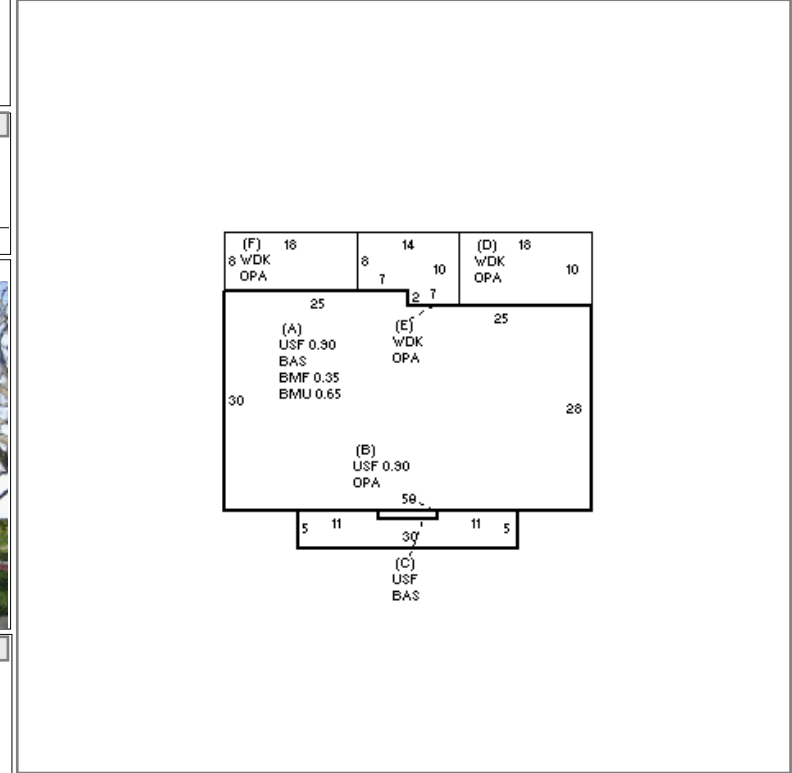 (F) 18
8 WDK
OPA
14
8
10
7
(D) 18
WDK
10
OPA
2 7
25
25
(E)
WDK
OPA
(A)
USF 0.90
BAS
BMF 0.35
BMU 0.65
30
28
(B)
USF 0.90
OPA
5 11
11 5
30
(C)
USF
BAS